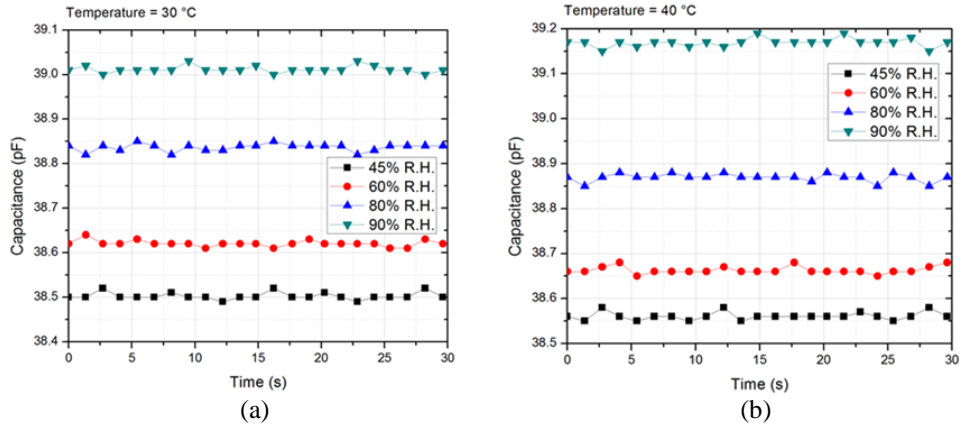 Temperature = 30 °C
39.1
39.0
38.9
38.8
38.7
38.6
38.5
38.4
Capacitance (pF)
45% R.H.
60% R.H.
80% R.H.
90% R.H.
0 5 10 15 20 25 30
Time (s)
(a)
Temperature = 40 °C
39.2
39.1
39.0
38.9
38.8
38.7
38.6
38.5
Capacitance (pF)
45% R.H.
60% R.H.
80% R.H.
90% R.H.
0 5 10 15 20 25 30
Time (s)
(b)